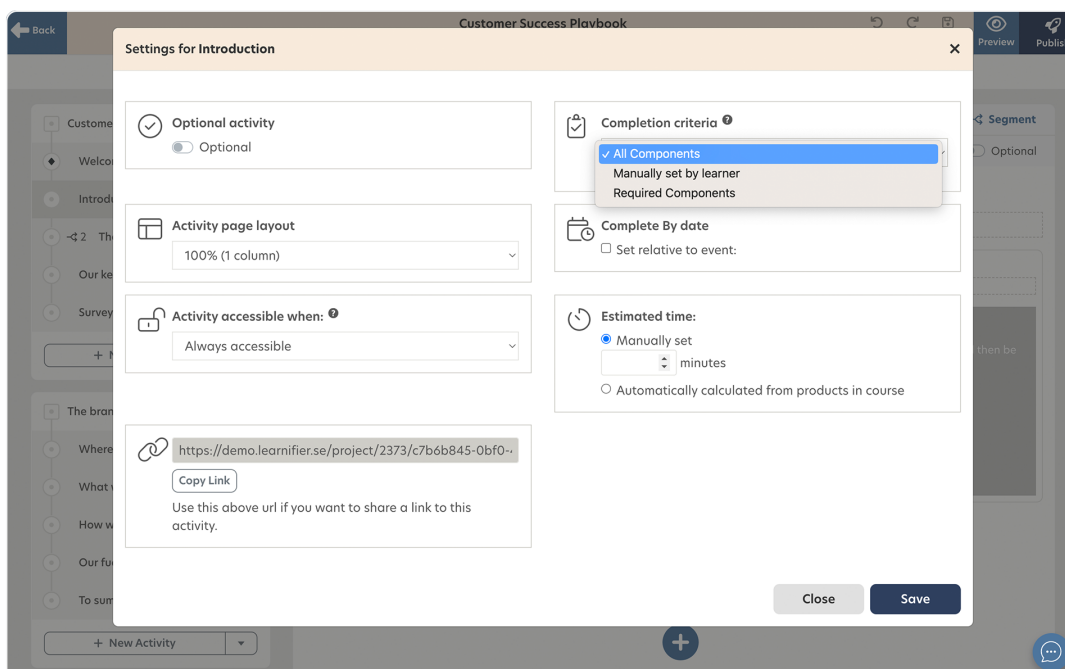 Back
Customer Success Playbook
Preview
Publis
Settings for Introduction
Optional activity
Optional
Completion criteria
All Components
Manually set by learner
Required Components
Activity page layout
100% (1 column)
Complete By date
Set relative to event:
Activity accessible when:
Always accessible
Estimated time:
Manually set
minutes
Automatically calculated from products in course
https://demo.learnifier.se/project/2373/c7b6b845-0bf0-
Copy Link
Use this above url if you want to share a link to this
activity.
Close
Save
Custome
Welco
Introdu
2 Th
Our ke
Survey
+ N
The bran
Where
What
How w
Our fu
To sum
+ New Activity
Segment
Optional
then be